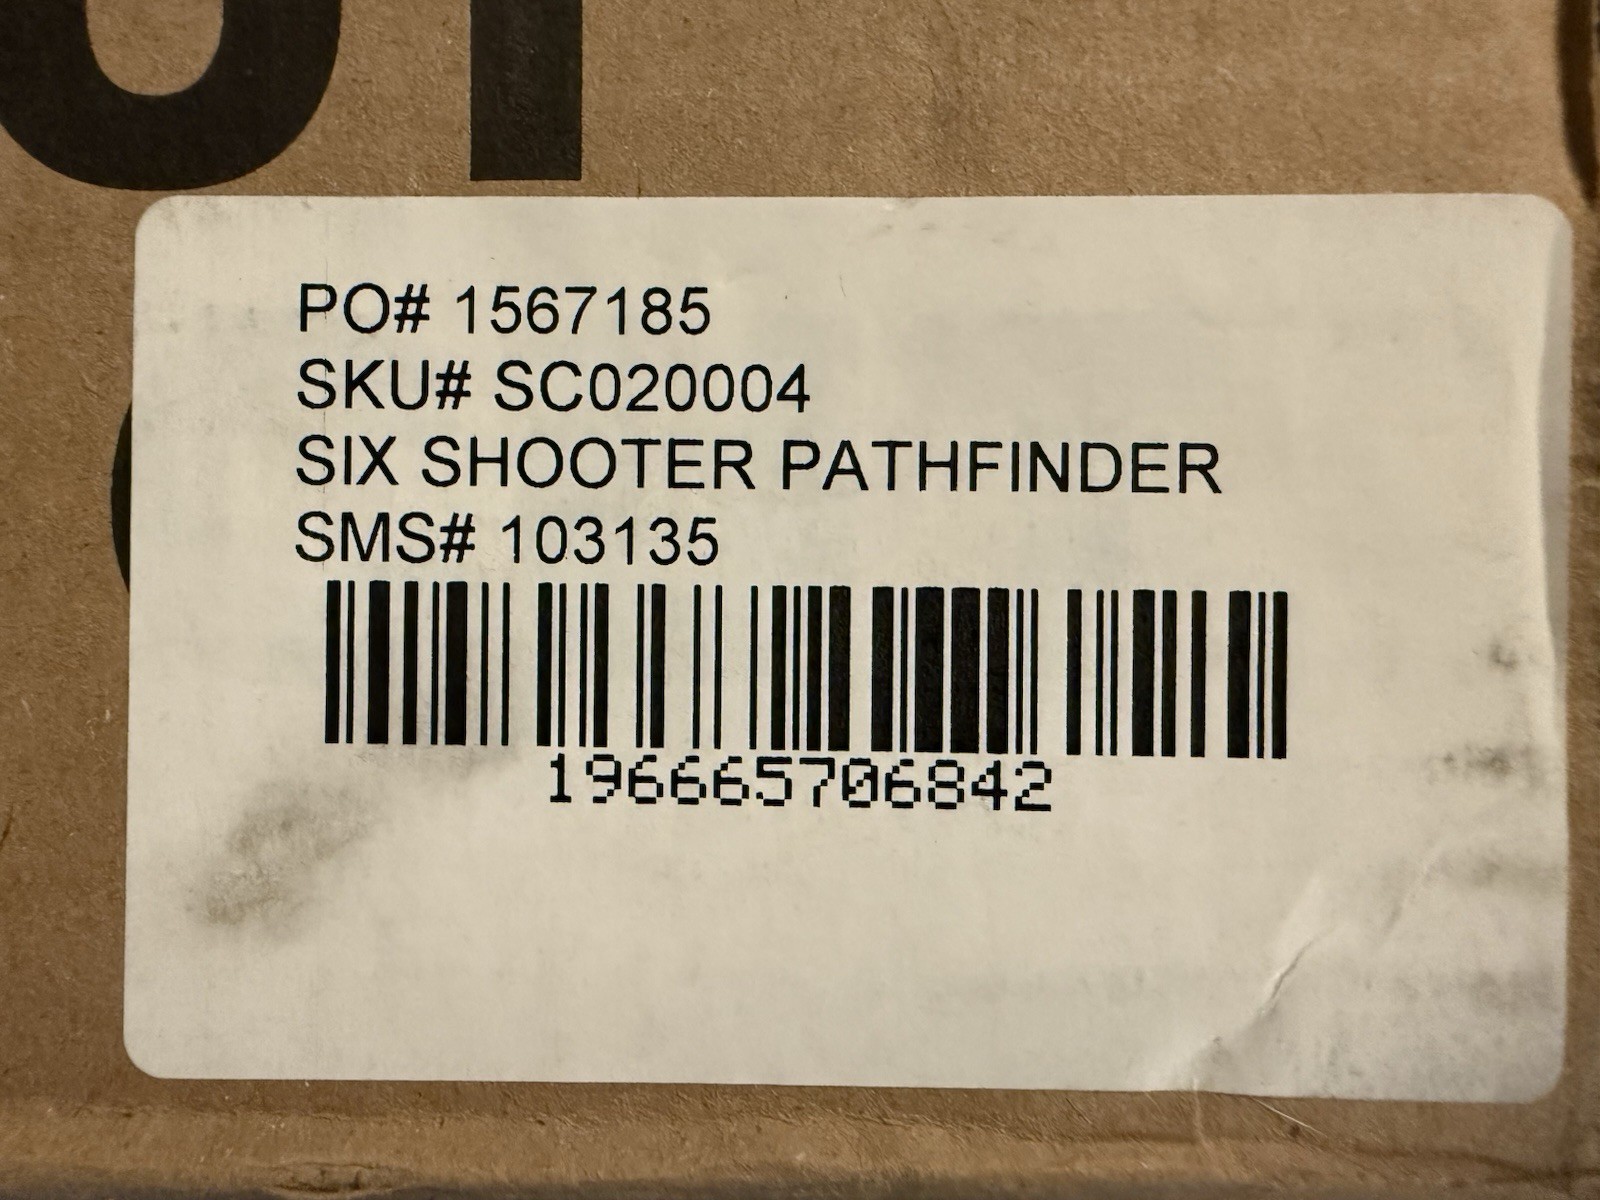 PO# 1567185
SKU# SC020004
SIX SHOOTER PATHFINDER
SMS# 103135
196665706842